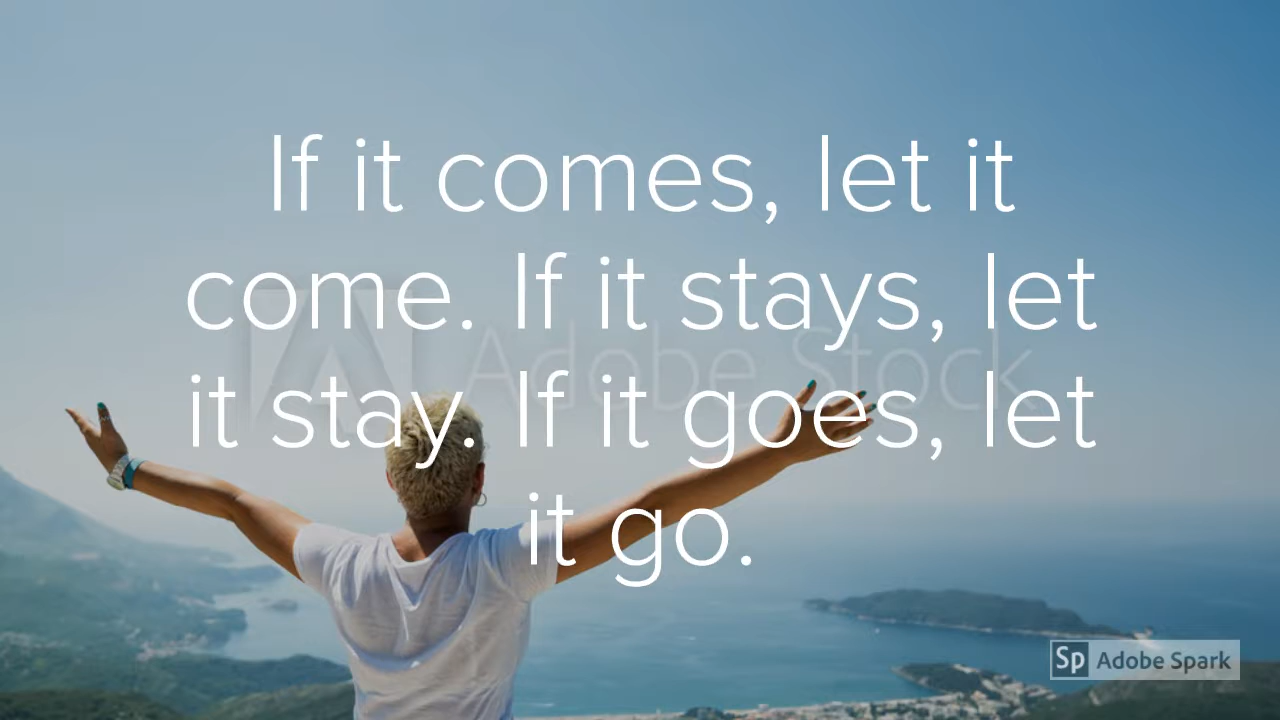 If it comes, let it
come. If it stays, let
it stay. If it goes, let
it go.
Adobe Stock
Sp Adobe Spark